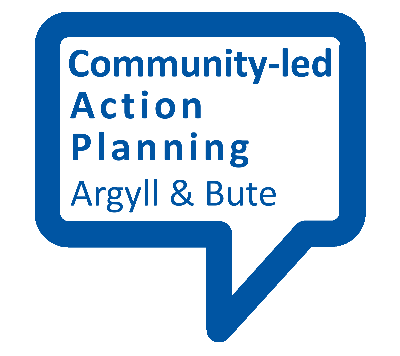 Community-led
Action
Planning
Argyll & Bute